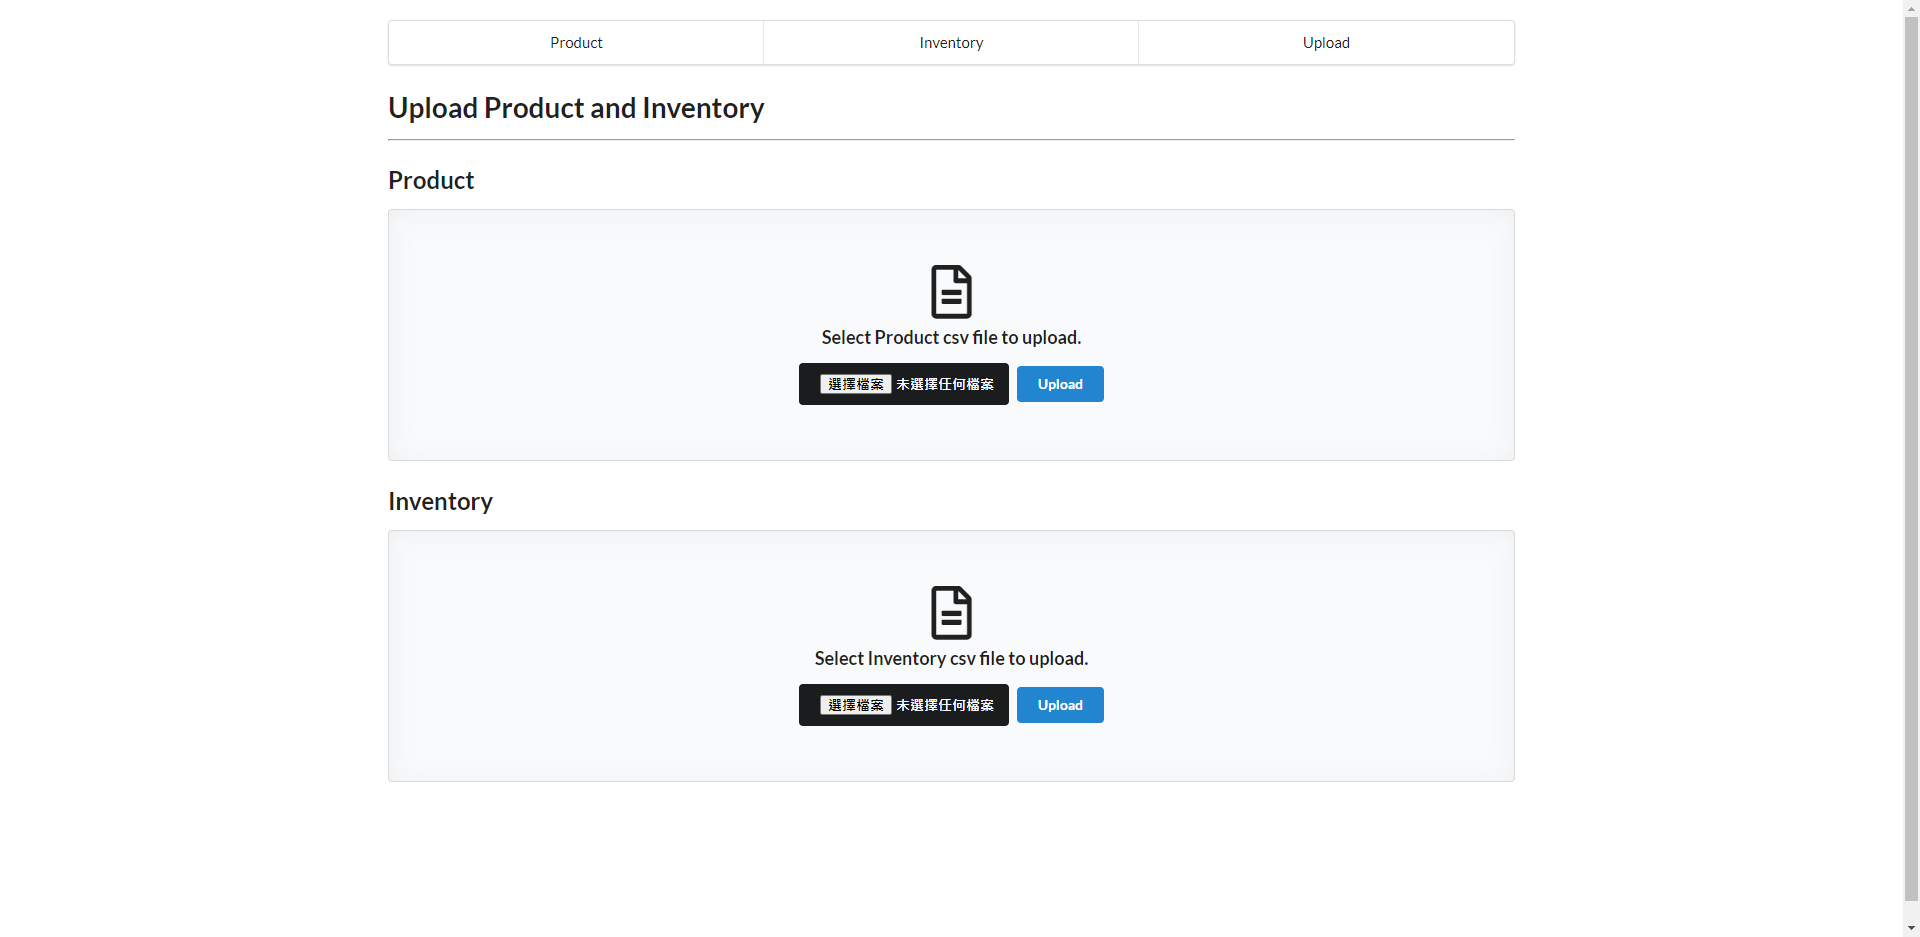 Product Inventory Upload
Upload Product and Inventory
Product
Select Product csv file to upload.
選擇檔案 未選擇任何檔案 Upload
Inventory
Select Inventory csv file to upload.
選擇檔案 未選擇任何檔案 Upload